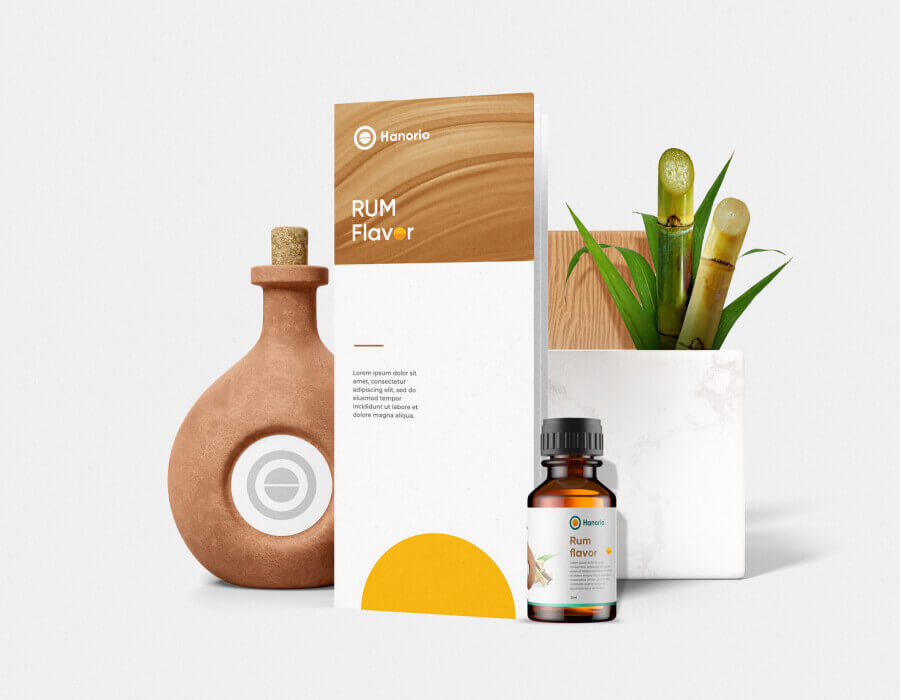 Hanorio
RUM
Flavor
Lorem ipsum dolor sit
amet, consectetur
adipiscing elit, sed do
eiusmod tempor
incididunt ut labore et
dolore magna aliqua.
Hanorio
Rum
flavor